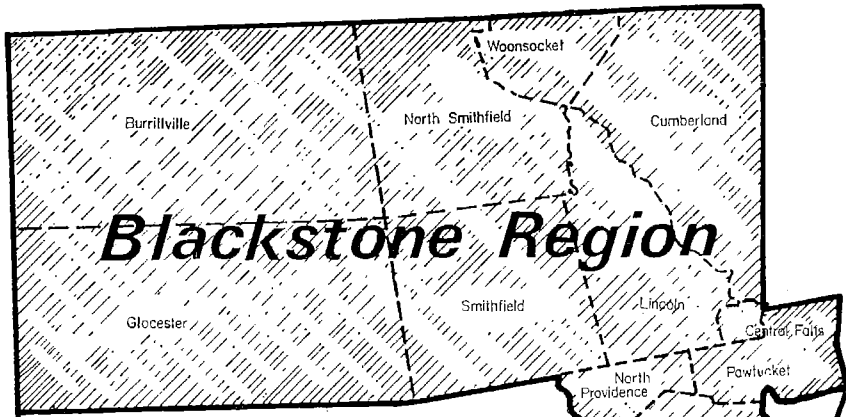 Woonsocket
Burrillville
North Smithfield
Cumberland
Blackstone Region
Glocester
Smithfield
Lincoln
Central Falls
North
Providence
Pawtucket